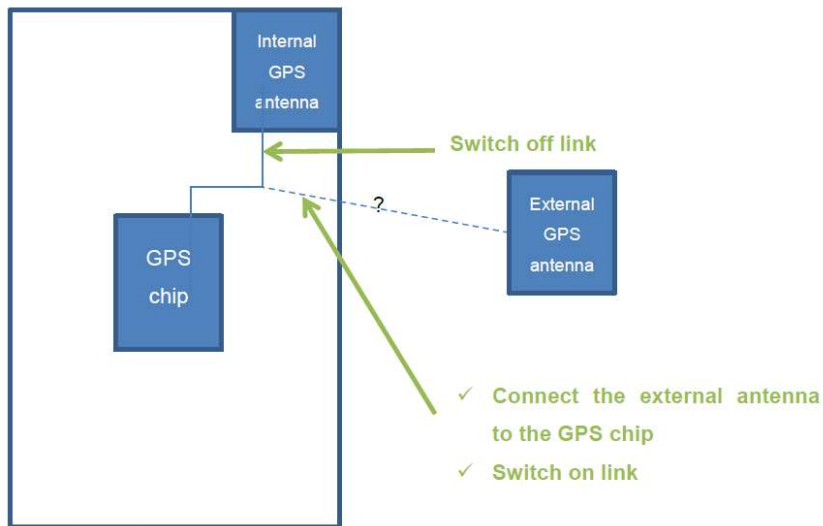 Internal
GPS
antenna
Switch off link
?
External
GPS
antenna
GPS
chip
✓ Connect the external antenna
to the GPS chip
✓ Switch on link